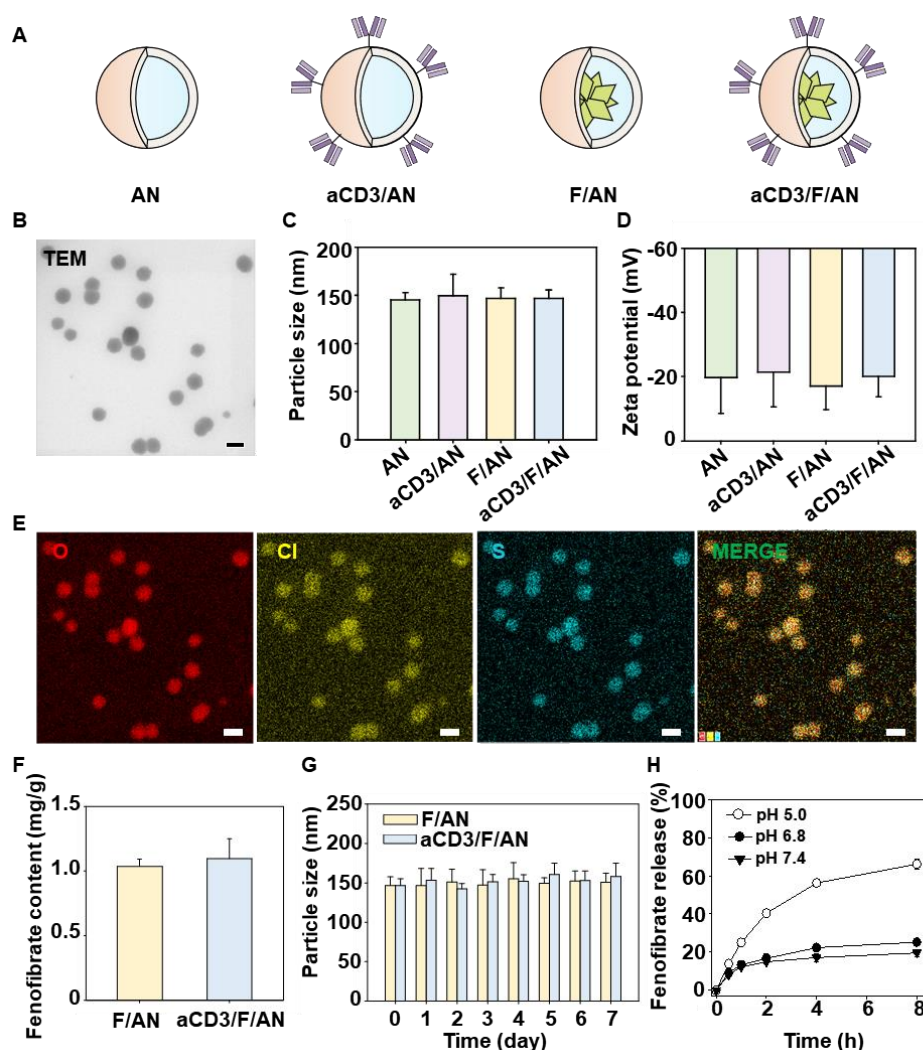 A
AN
aCD3/AN
F/AN
aCD3/F/AN
B
TEM
C
Particle size (nm)
200
150
100
50
0
AN
aCD3/AN
F/AN
aCD3/F/AN
D
Zeta potential (mV)
-60
-40
-20
0
AN
aCD3/AN
F/AN
aCD3/F/AN
E
O
Cl
S
MERGE
F
Fenofibrate content (mg/g)
1.5
1.0
0.5
0
F/AN
aCD3/F/AN
G
Particle size (nm)
250
200
150
100
50
0
F/AN
aCD3/F/AN
0 1 2 3 4 5 6 7
Time (day)
H
Fenofibrate release (%)
100
80
60
40
20
0
pH 5.0
pH 6.8
pH 7.4
0 2 4 6 8
Time (h)